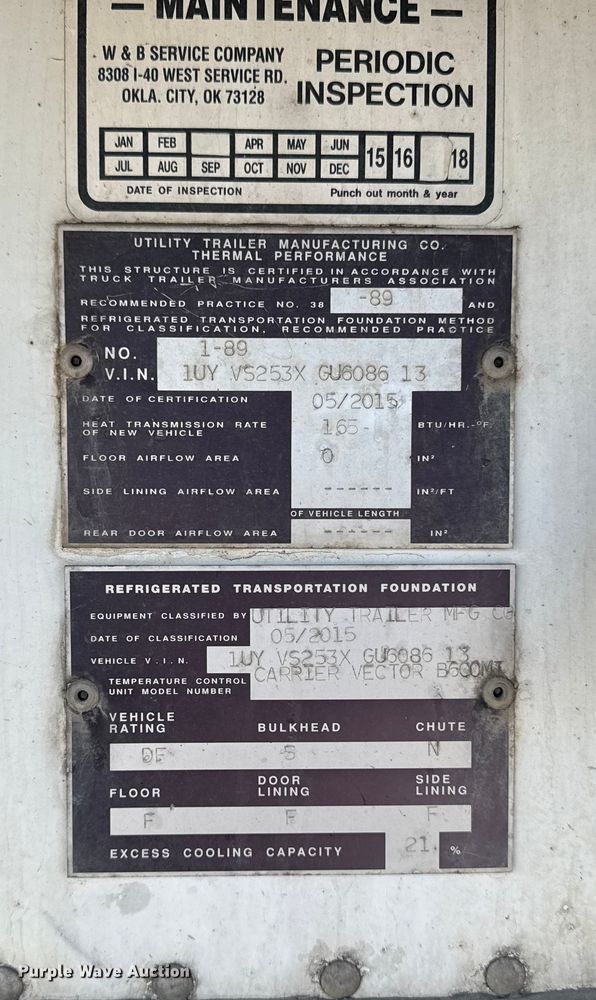 — MAINTENANCE —
W & B SERVICE COMPANY
8308 I-40 WEST SERVICE RD.
OKLA. CITY, OK 73128
PERIODIC
INSPECTION
JAN FEB APR MAY JUN 15 16 18
JUL AUG SEP OCT NOV DEC
DATE OF INSPECTION Punch out month & year
UTILITY TRAILER MANUFACTURING CO.
THERMAL PERFORMANCE
THIS STRUCTURE IS CERTIFIED IN ACCORDANCE WITH
TRUCK TRAILER MANUFACTURERS ASSOCIATION
RECOMMENDED PRACTICE NO. 38 -89 AND
REFRIGERATED TRANSPORTATION FOUNDATION METHOD
FOR CLASSIFICATION, RECOMMENDED PRACTICE
NO. 1-89
V.I.N. 1UY VS253X GU6086 13
DATE OF CERTIFICATION 05/2015
HEAT TRANSMISSION RATE
OF NEW VEHICLE 165- BTU/HR.-°F.
FLOOR AIRFLOW AREA 0 IN²
SIDE LINING AIRFLOW AREA ------ IN²/FT
OF VEHICLE LENGTH
REAR DOOR AIRFLOW AREA ------ IN²
REFRIGERATED TRANSPORTATION FOUNDATION
EQUIPMENT CLASSIFIED BY UTILITY TRAILER MFG CO
DATE OF CLASSIFICATION 05/2015
VEHICLE V.I.N. 1UY VS253X GU6086 13
TEMPERATURE CONTROL
UNIT MODEL NUMBER CARRIER VECTOR
VEHICLE
RATING BULKHEAD CHUTE
DF S N
FLOOR DOOR
LINING SIDE
LINING
F F F
EXCESS COOLING CAPACITY 21. %
Purple Wave Auction